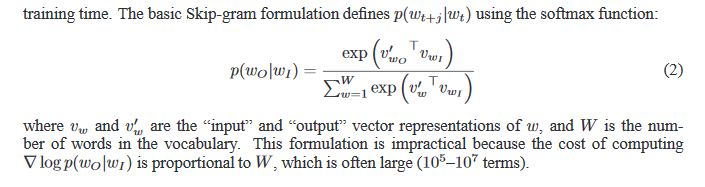 training time. The basic Skip-gram formulation defines p(w_{t+j}|w_t) using the softmax function:
p(w_O|w_I) = \frac{\exp\left({v'_{w_O}}^\top v_{w_I}\right)}{\sum_{w=1}^{W} \exp\left({v'_w}^\top v_{w_I}\right)} (2)
where v_w and v'_w are the “input” and “output” vector representations of w, and W is the num-
ber of words in the vocabulary. This formulation is impractical because the cost of computing
∇ log p(w_O|w_I) is proportional to W, which is often large (10^5–10^7 terms).